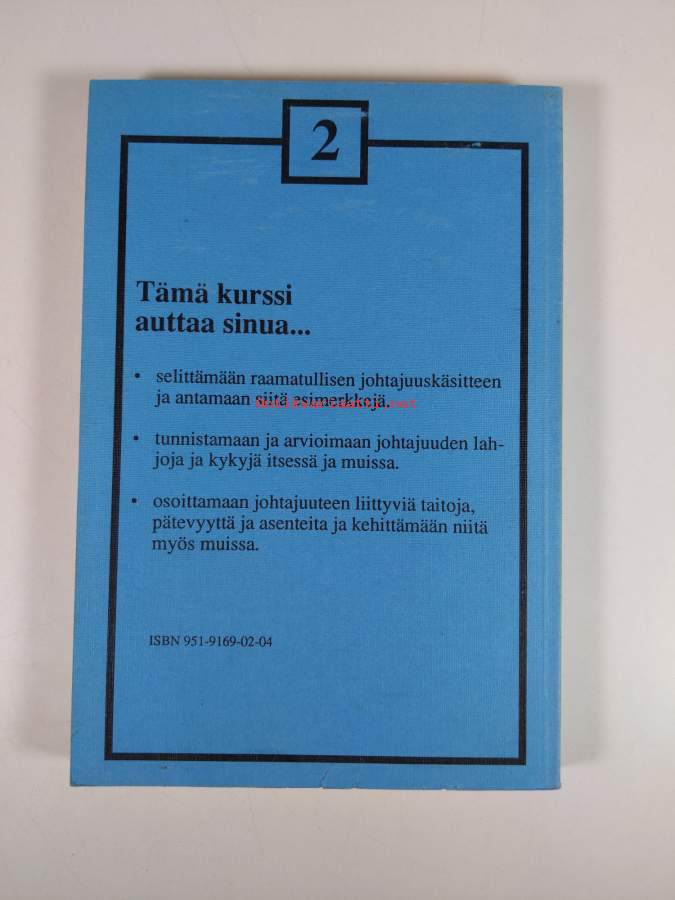 2
Tämä kurssi
auttaa sinua...
• selittämään raamatullisen johtajuuskäsitteen
ja antamaan siitä esimerkkejä.
• tunnistamaan ja arvioimaan johtajuuden lah-
joja ja kykyjä itsessä ja muissa.
• osoittamaan johtajuuteen liittyviä taitoja,
pätevyyttä ja asenteita ja kehittämään niitä
myös muissa.
ISBN 951-9169-02-04